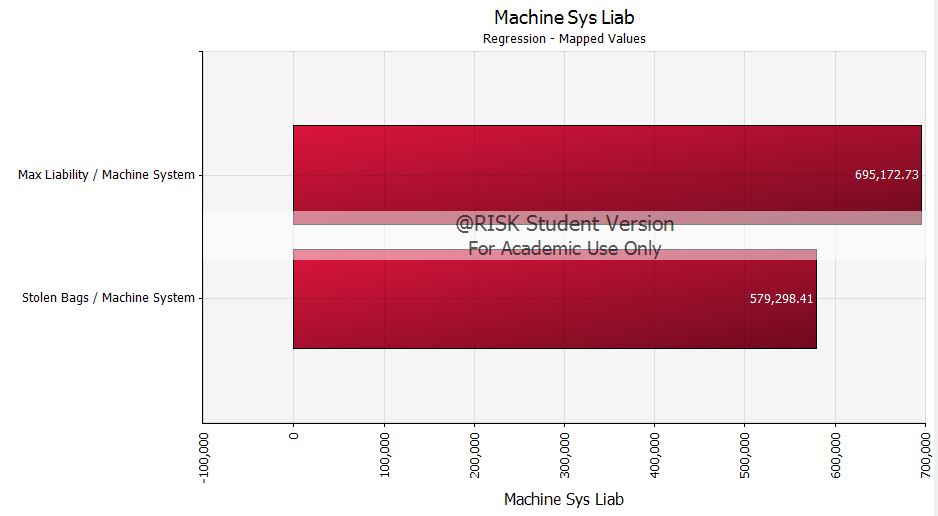 Machine Sys Liab
Regression - Mapped Values
Max Liability / Machine System
695,172.73
@RISK Student Version
For Academic Use Only
Stolen Bags / Machine System
579,298.41
-100,000
0
100,000
200,000
300,000
400,000
500,000
600,000
700,000
Machine Sys Liab